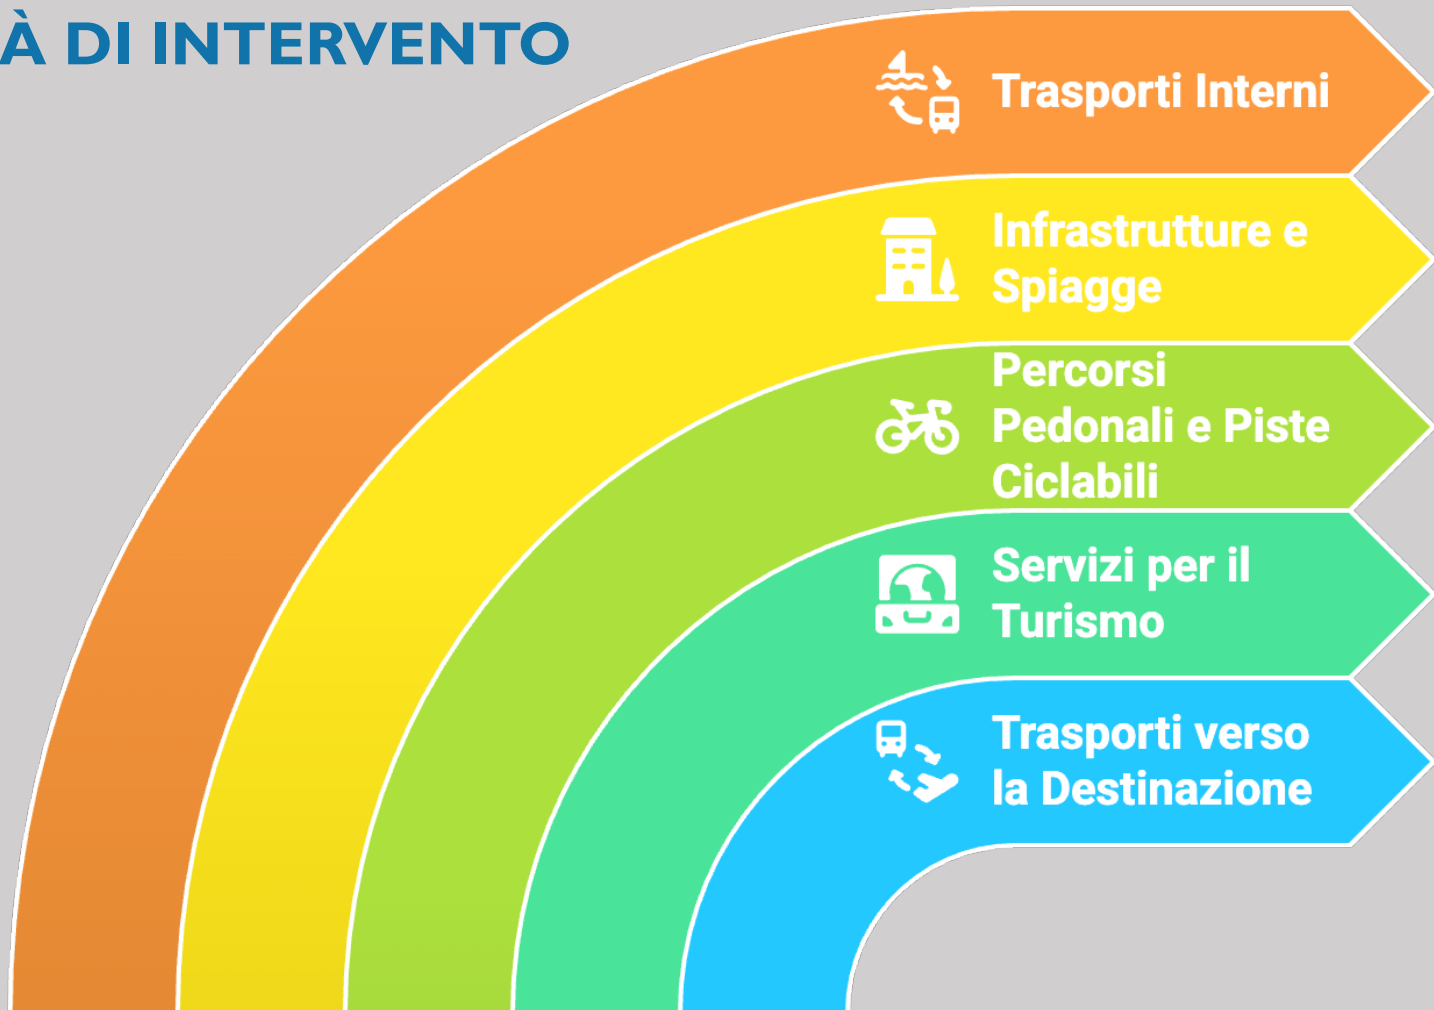 À DI INTERVENTO
Trasporti Interni
Infrastrutture e
Spiagge
Percorsi
Pedonali e Piste
Ciclabili
Servizi per il
Turismo
Trasporti verso
la Destinazione